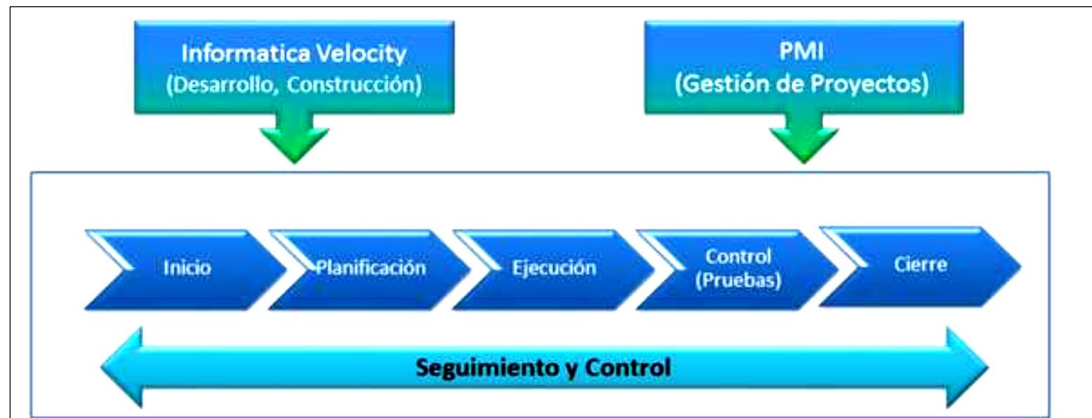 Informatica Velocity
(Desarrollo, Construcción)
PMI
(Gestión de Proyectos)
Inicio
Planificación
Ejecución
Control
(Pruebas)
Cierre
Seguimiento y Control